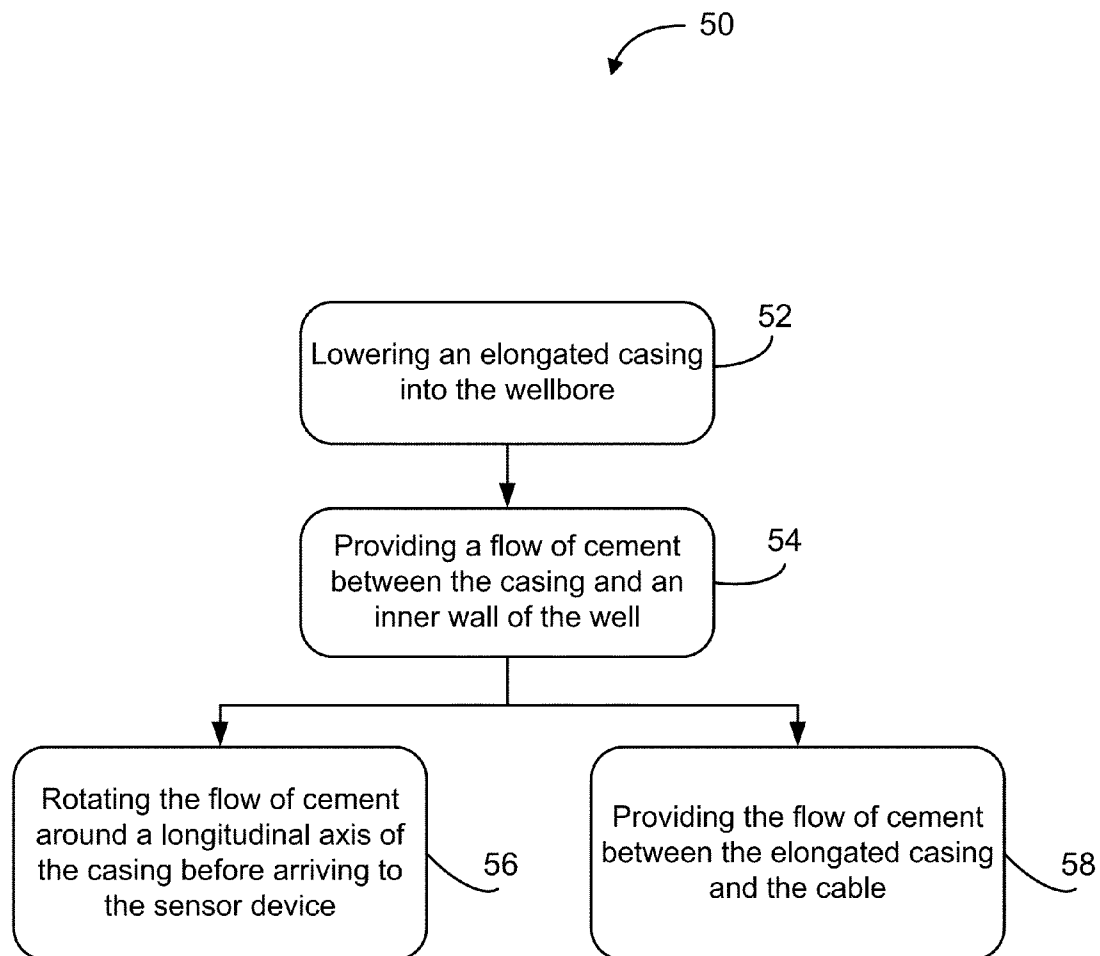 50
52
Lowering an elongated casing
into the wellbore
54
Providing a flow of cement
between the casing and an
inner wall of the well
Rotating the flow of cement
around a longitudinal axis of
the casing before arriving to
the sensor device
56
Providing the flow of cement
between the elongated casing
and the cable
58